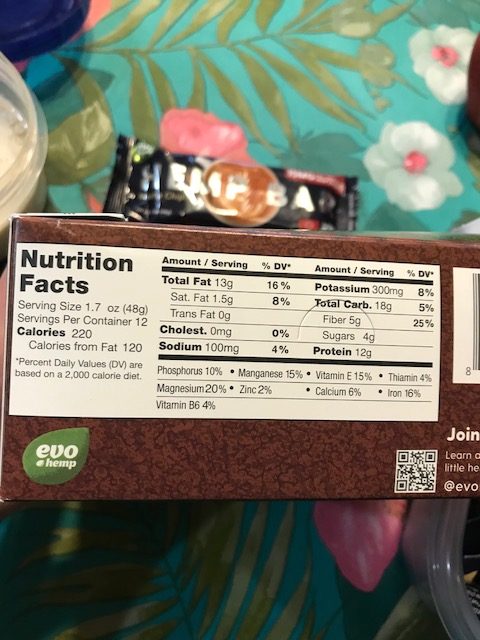 HEMP BA
Nutrition
Facts
Serving Size 1.7 oz (48g)
Servings Per Container 12
Calories 220
Calories from Fat 120
*Percent Daily Values (DV) are
based on a 2,000 calorie diet.
Amount / Serving % DV*
Total Fat 13g 16 %
Sat. Fat 1.5g 8%
Trans Fat 0g
Cholest. 0mg 0%
Sodium 100mg 4%
Amount / Serving % DV*
Potassium 300mg 8%
Total Carb. 18g 5%
Fiber 5g 25%
Sugars 4g
Protein 12g
Phosphorus 10% • Manganese 15% • Vitamin E 15% • Thiamin 4%
Magnesium 20% • Zinc 2% • Calcium 6% • Iron 16%
Vitamin B6 4%
8
evo
hemp
Join
Learn a
little he
@evo